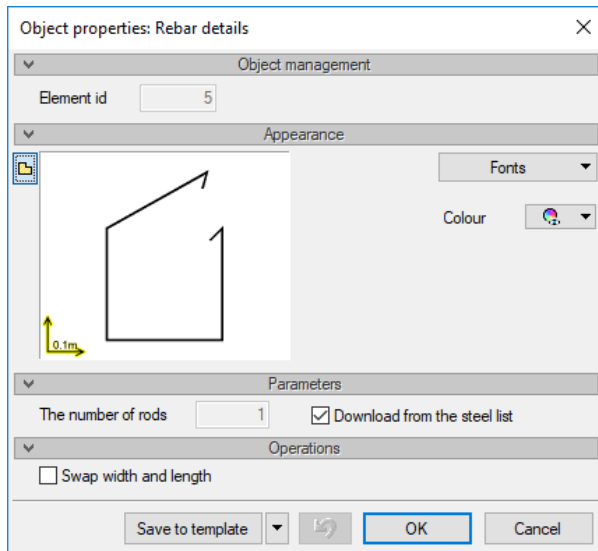 Object properties: Rebar details
Object management
Element id 5
Appearance
Fonts
Colour
0.1m
Parameters
The number of rods 1 Download from the steel list
Operations
Swap width and length
Save to template OK Cancel